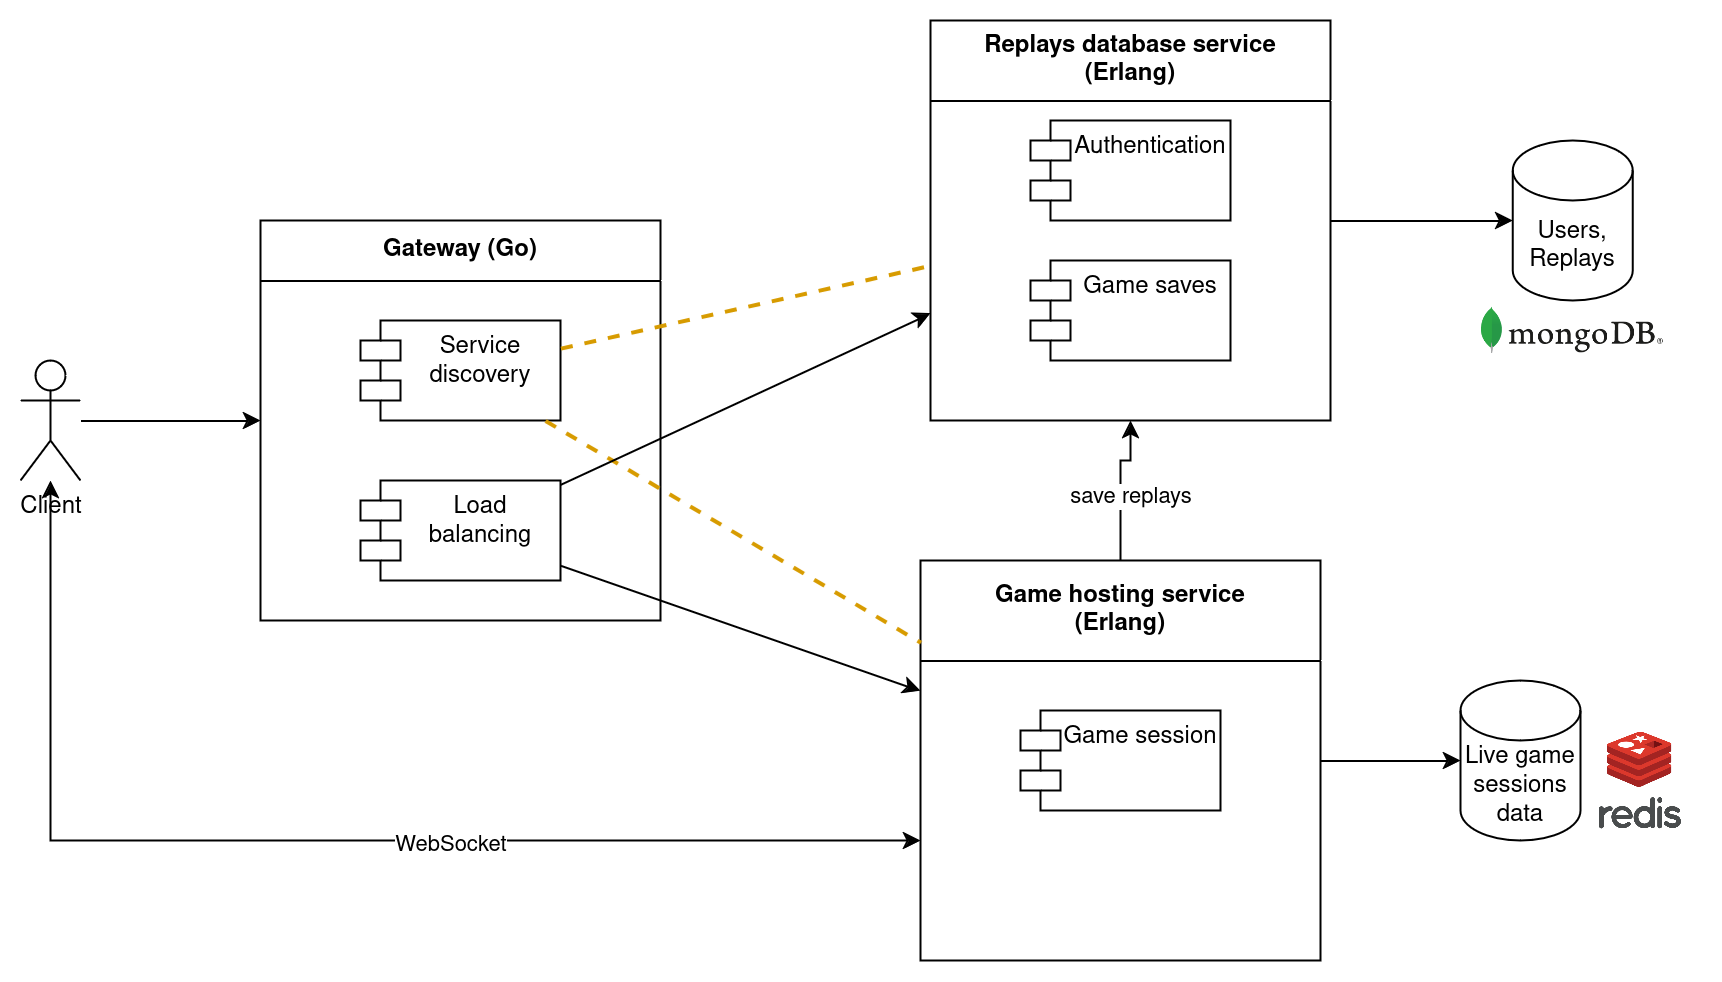 Replays database service
(Erlang)
Authentication
Game saves
Users,
Replays
mongoDB®
Gateway (Go)
Service
discovery
Load
balancing
Client
save replays
Game hosting service
(Erlang)
Game session
Live game
sessions
data
redis
WebSocket